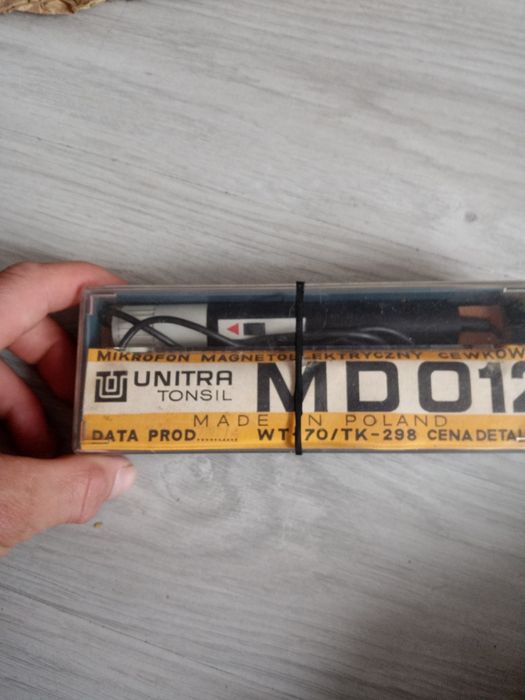 MIKROFON MAGNETOELEKTRYCZNY CEWKOW
UNITRA
TONSIL
MD012
MADE IN POLAND
DATA PROD.......... WT-70/TK-298 CENA DETAL